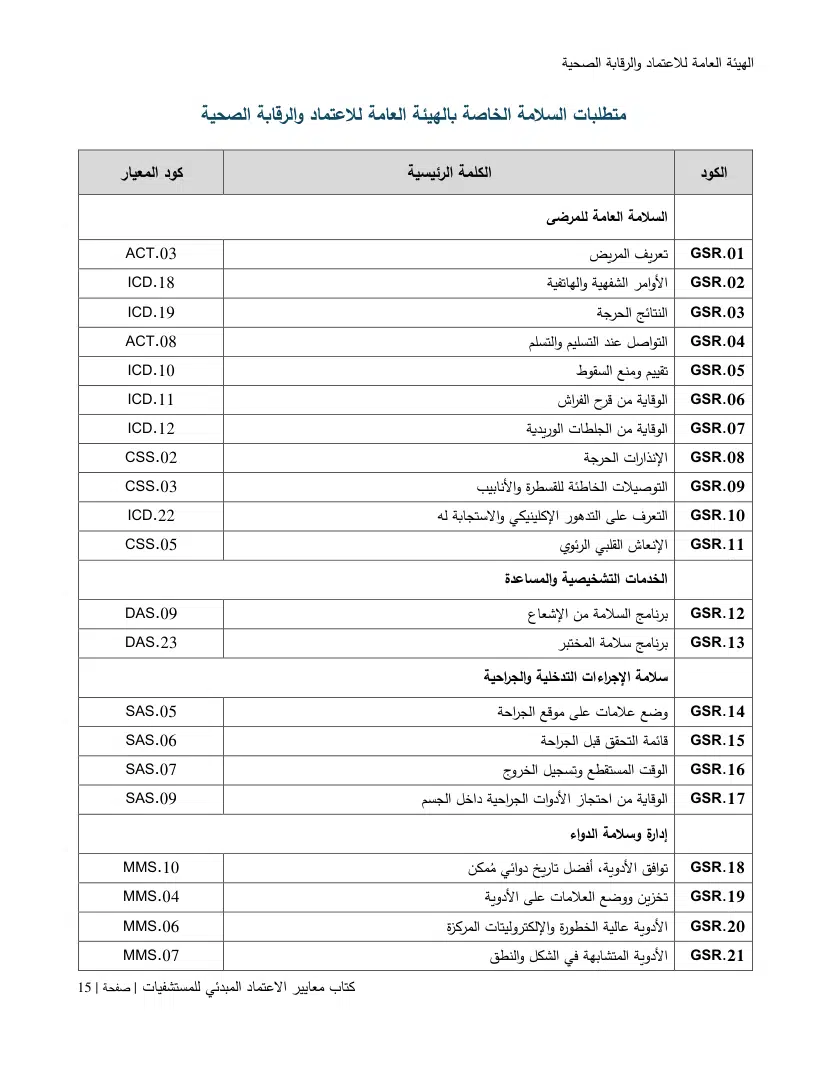 الهيئة العامة للاعتماد والرقابة الصحية
متطلبات السلامة الخاصة بالهيئة العامة للاعتماد والرقابة الصحية
الكود الكلمة الرئيسية كود المعيار
السلامة العامة للمرضى
GSR.01 تعريف المريض ACT.03
GSR.02 الأوامر الشفهية والهاتفية ICD.18
GSR.03 النتائج الحرجة ICD.19
GSR.04 التواصل عند التسليم والتسلم ACT.08
GSR.05 تقييم ومنع السقوط ICD.10
GSR.06 الوقاية من قرح الفراش ICD.11
GSR.07 الوقاية من الجلطات الوريدية ICD.12
GSR.08 الإنذارات الحرجة CSS.02
GSR.09 التوصيلات الخاطئة للقسطرة والأنابيب CSS.03
GSR.10 التعرف على التدهور الإكلينيكي والاستجابة له ICD.22
GSR.11 الإنعاش القلبي الرئوي CSS.05
الخدمات التشخيصية والمساعدة
GSR.12 برنامج السلامة من الإشعاع DAS.09
GSR.13 برنامج سلامة المختبر DAS.23
سلامة الإجراءات التدخلية والجراحية
GSR.14 وضع علامات على موقع الجراحة SAS.05
GSR.15 قائمة التحقق قبل الجراحة SAS.06
GSR.16 الوقت المستقطع وتسجيل الخروج SAS.07
GSR.17 الوقاية من احتجاز الأدوات الجراحية داخل الجسم SAS.09
إدارة وسلامة الدواء
GSR.18 توافق الأدوية، أفضل تاريخ دوائي مُمكن MMS.10
GSR.19 تخزين ووضع العلامات على الأدوية MMS.04
GSR.20 الأدوية عالية الخطورة والإلكتروليتات المركزة MMS.06
GSR.21 الأدوية المتشابهة في الشكل والنطق MMS.07
كتاب معايير الاعتماد المبدئي للمستشفيات | صفحة | 15